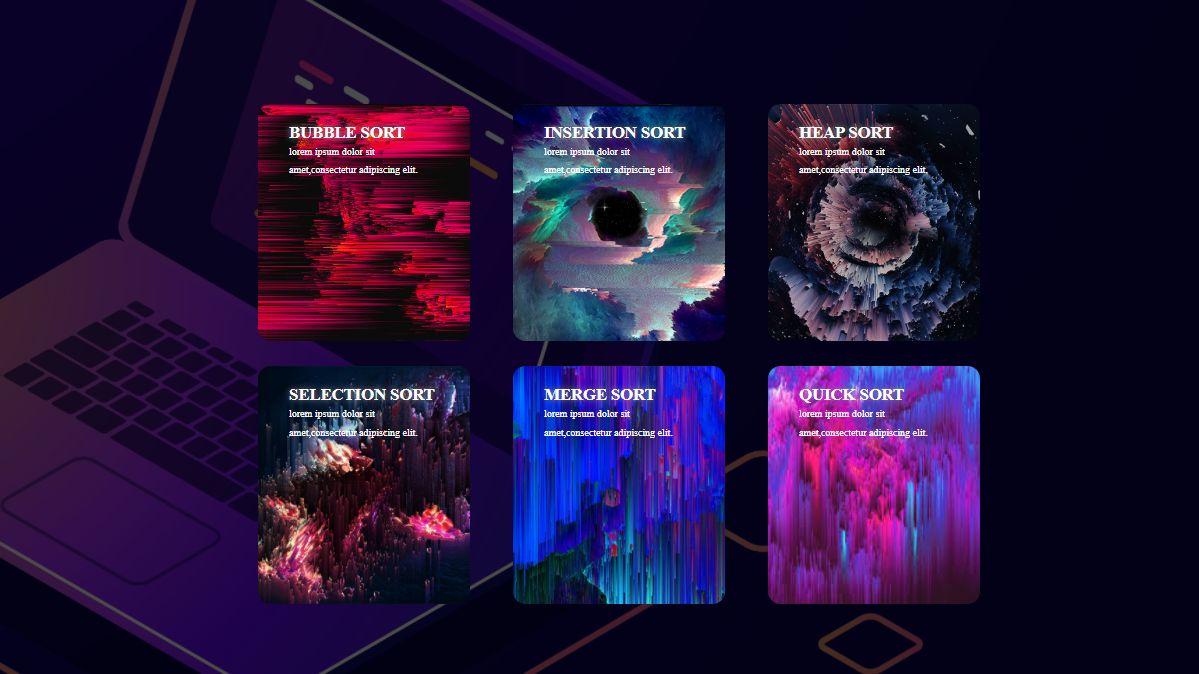 BUBBLE SORT
lorem ipsum dolor sit
amet,consectetur adipiscing elit.
INSERTION SORT
lorem ipsum dolor sit
amet,consectetur adipiscing elit.
HEAP SORT
lorem ipsum dolor sit
amet,consectetur adipiscing elit.
SELECTION SORT
lorem ipsum dolor sit
amet,consectetur adipiscing elit.
MERGE SORT
lorem ipsum dolor sit
amet,consectetur adipiscing elit.
QUICK SORT
lorem ipsum dolor sit
amet,consectetur adipiscing elit.